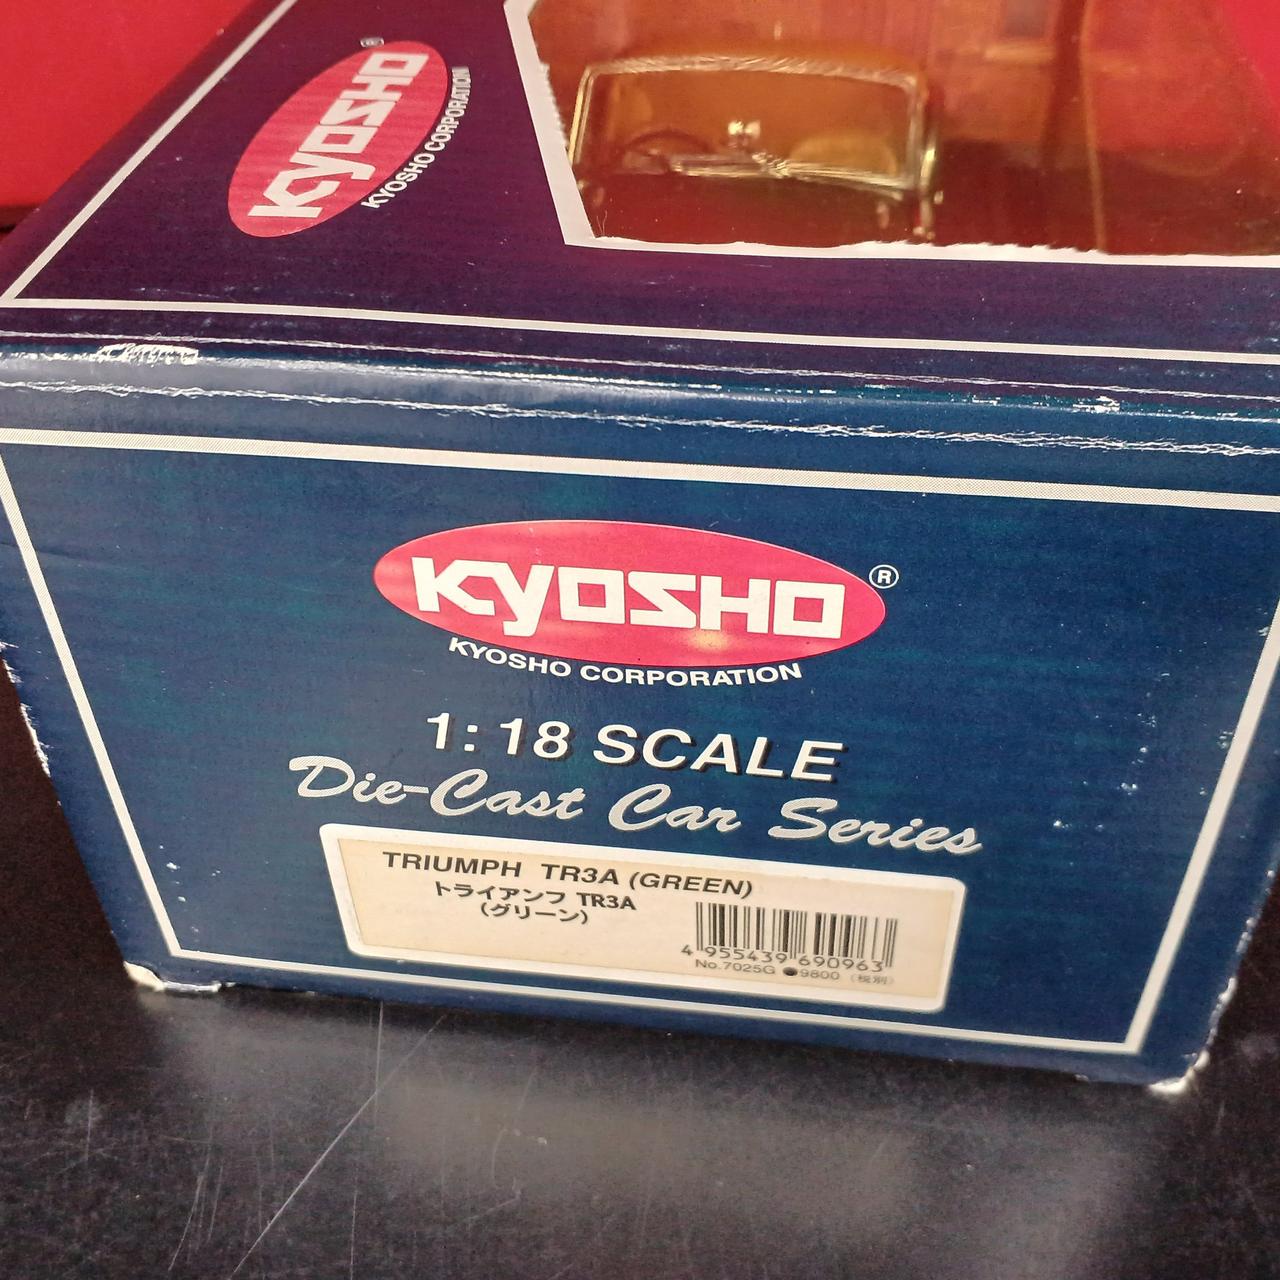 KYOSHO ®
KYOSHO CORPORATION
KYOSHO ®
KYOSHO CORPORATION
1:18 SCALE
Die-Cast Car Series
TRIUMPH TR3A (GREEN)
トライアンフ TR3A
(グリーン)
4 955439 690963
No.7025G ●9800 (税別)